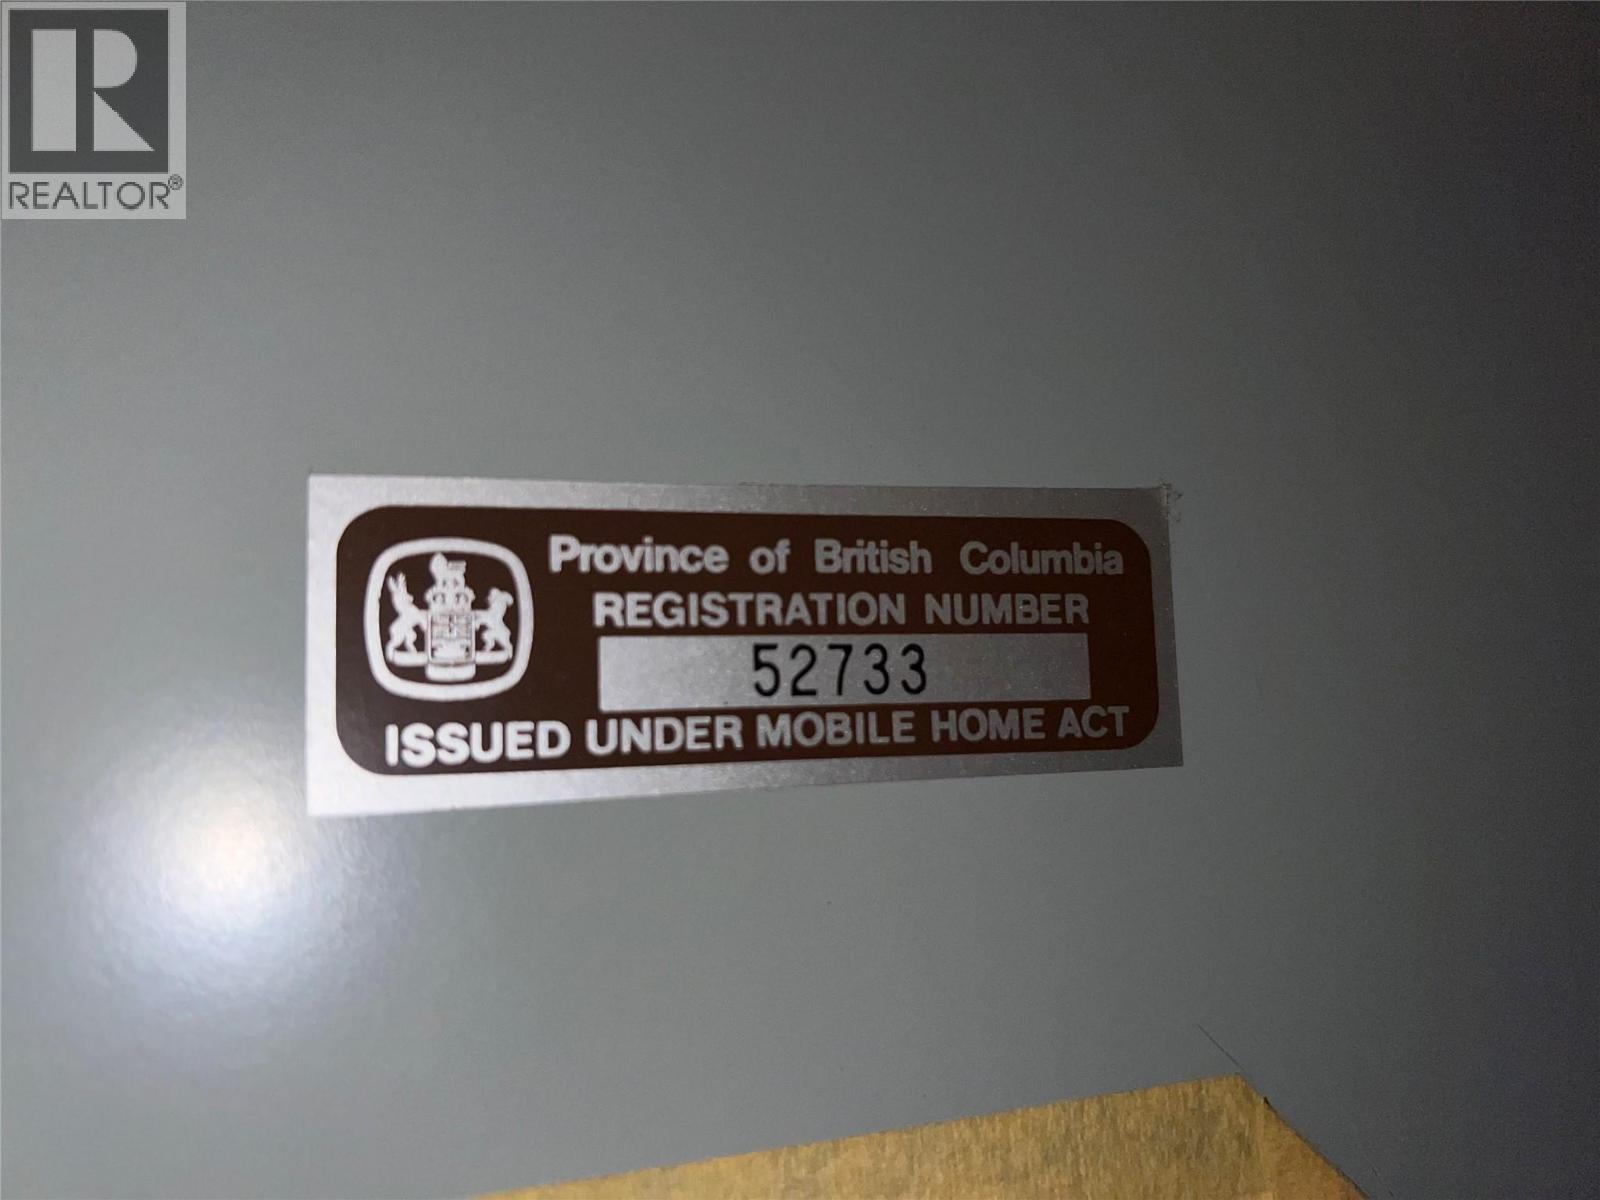 REALTOR®
Province of British Columbia
REGISTRATION NUMBER
52733
ISSUED UNDER MOBILE HOME ACT